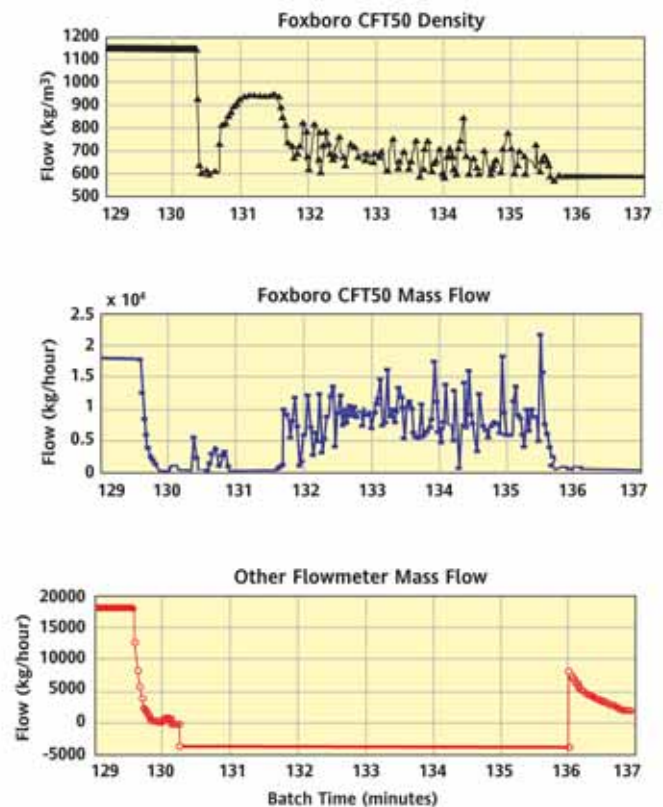 Foxboro CFT50 Density
Flow (kg/m³)
1200
1100
1000
900
800
700
600
500
129 130 131 132 133 134 135 136 137
Foxboro CFT50 Mass Flow
x 10⁴
Flow (kg/hour)
2.5
2
1.5
1
0.5
0
129 130 131 132 133 134 135 136 137
Other Flowmeter Mass Flow
Flow (kg/hour)
20000
15000
10000
5000
0
-5000
129 130 131 132 133 134 135 136 137
Batch Time (minutes)